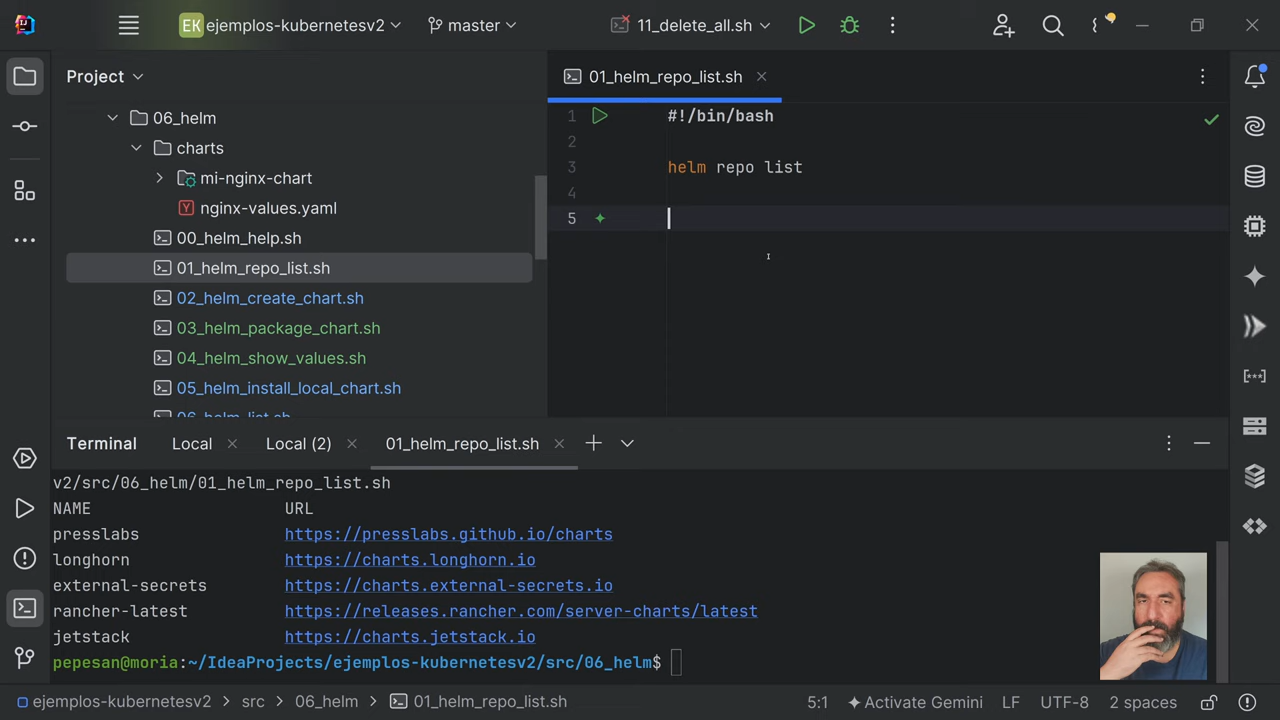 EK ejemplos-kubernetesv2 master 11_delete_all.sh
Project
01_helm_repo_list.sh
06_helm
charts
mi-nginx-chart
nginx-values.yaml
00_helm_help.sh
01_helm_repo_list.sh
02_helm_create_chart.sh
03_helm_package_chart.sh
04_helm_show_values.sh
05_helm_install_local_chart.sh
06_helm_list.sh
1 #!/bin/bash
2
3 helm repo list
4
5
Terminal Local Local (2) 01_helm_repo_list.sh
v2/src/06_helm/01_helm_repo_list.sh
NAME URL
presslabs https://presslabs.github.io/charts
longhorn https://charts.longhorn.io
external-secrets https://charts.external-secrets.io
rancher-latest https://releases.rancher.com/server-charts/latest
jetstack https://charts.jetstack.io
pepesan@moria:~/IdeaProjects/ejemplos-kubernetesv2/src/06_helm$
ejemplos-kubernetesv2 src 06_helm 01_helm_repo_list.sh 5:1 Activate Gemini LF UTF-8 2 spaces